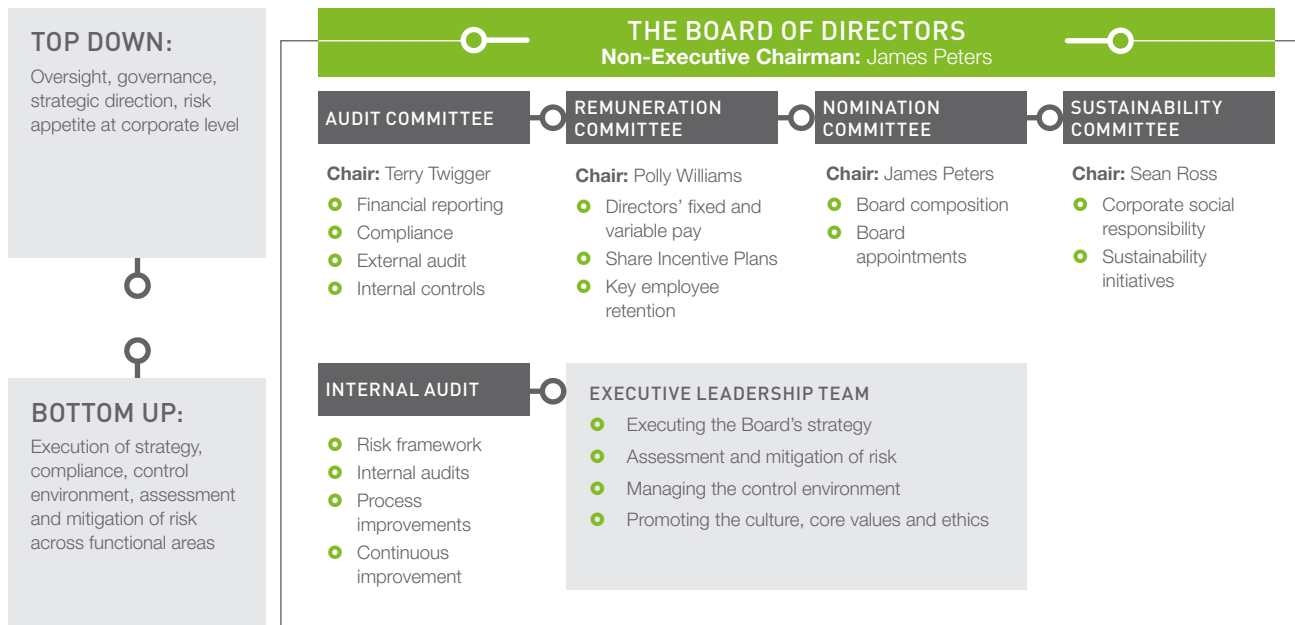 TOP DOWN:
Oversight, governance,
strategic direction, risk
appetite at corporate level
BOTTOM UP:
Execution of strategy,
compliance, control
environment, assessment
and mitigation of risk
across functional areas
THE BOARD OF DIRECTORS
Non-Executive Chairman: James Peters
AUDIT COMMITTEE
Chair: Terry Twigger
Financial reporting
Compliance
External audit
Internal controls
REMUNERATION
COMMITTEE
Chair: Polly Williams
Directors’ fixed and
variable pay
Share Incentive Plans
Key employee
retention
NOMINATION
COMMITTEE
Chair: James Peters
Board composition
Board
appointments
SUSTAINABILITY
COMMITTEE
Chair: Sean Ross
Corporate social
responsibility
Sustainability
initiatives
INTERNAL AUDIT
Risk framework
Internal audits
Process
improvements
Continuous
improvement
EXECUTIVE LEADERSHIP TEAM
Executing the Board’s strategy
Assessment and mitigation of risk
Managing the control environment
Promoting the culture, core values and ethics